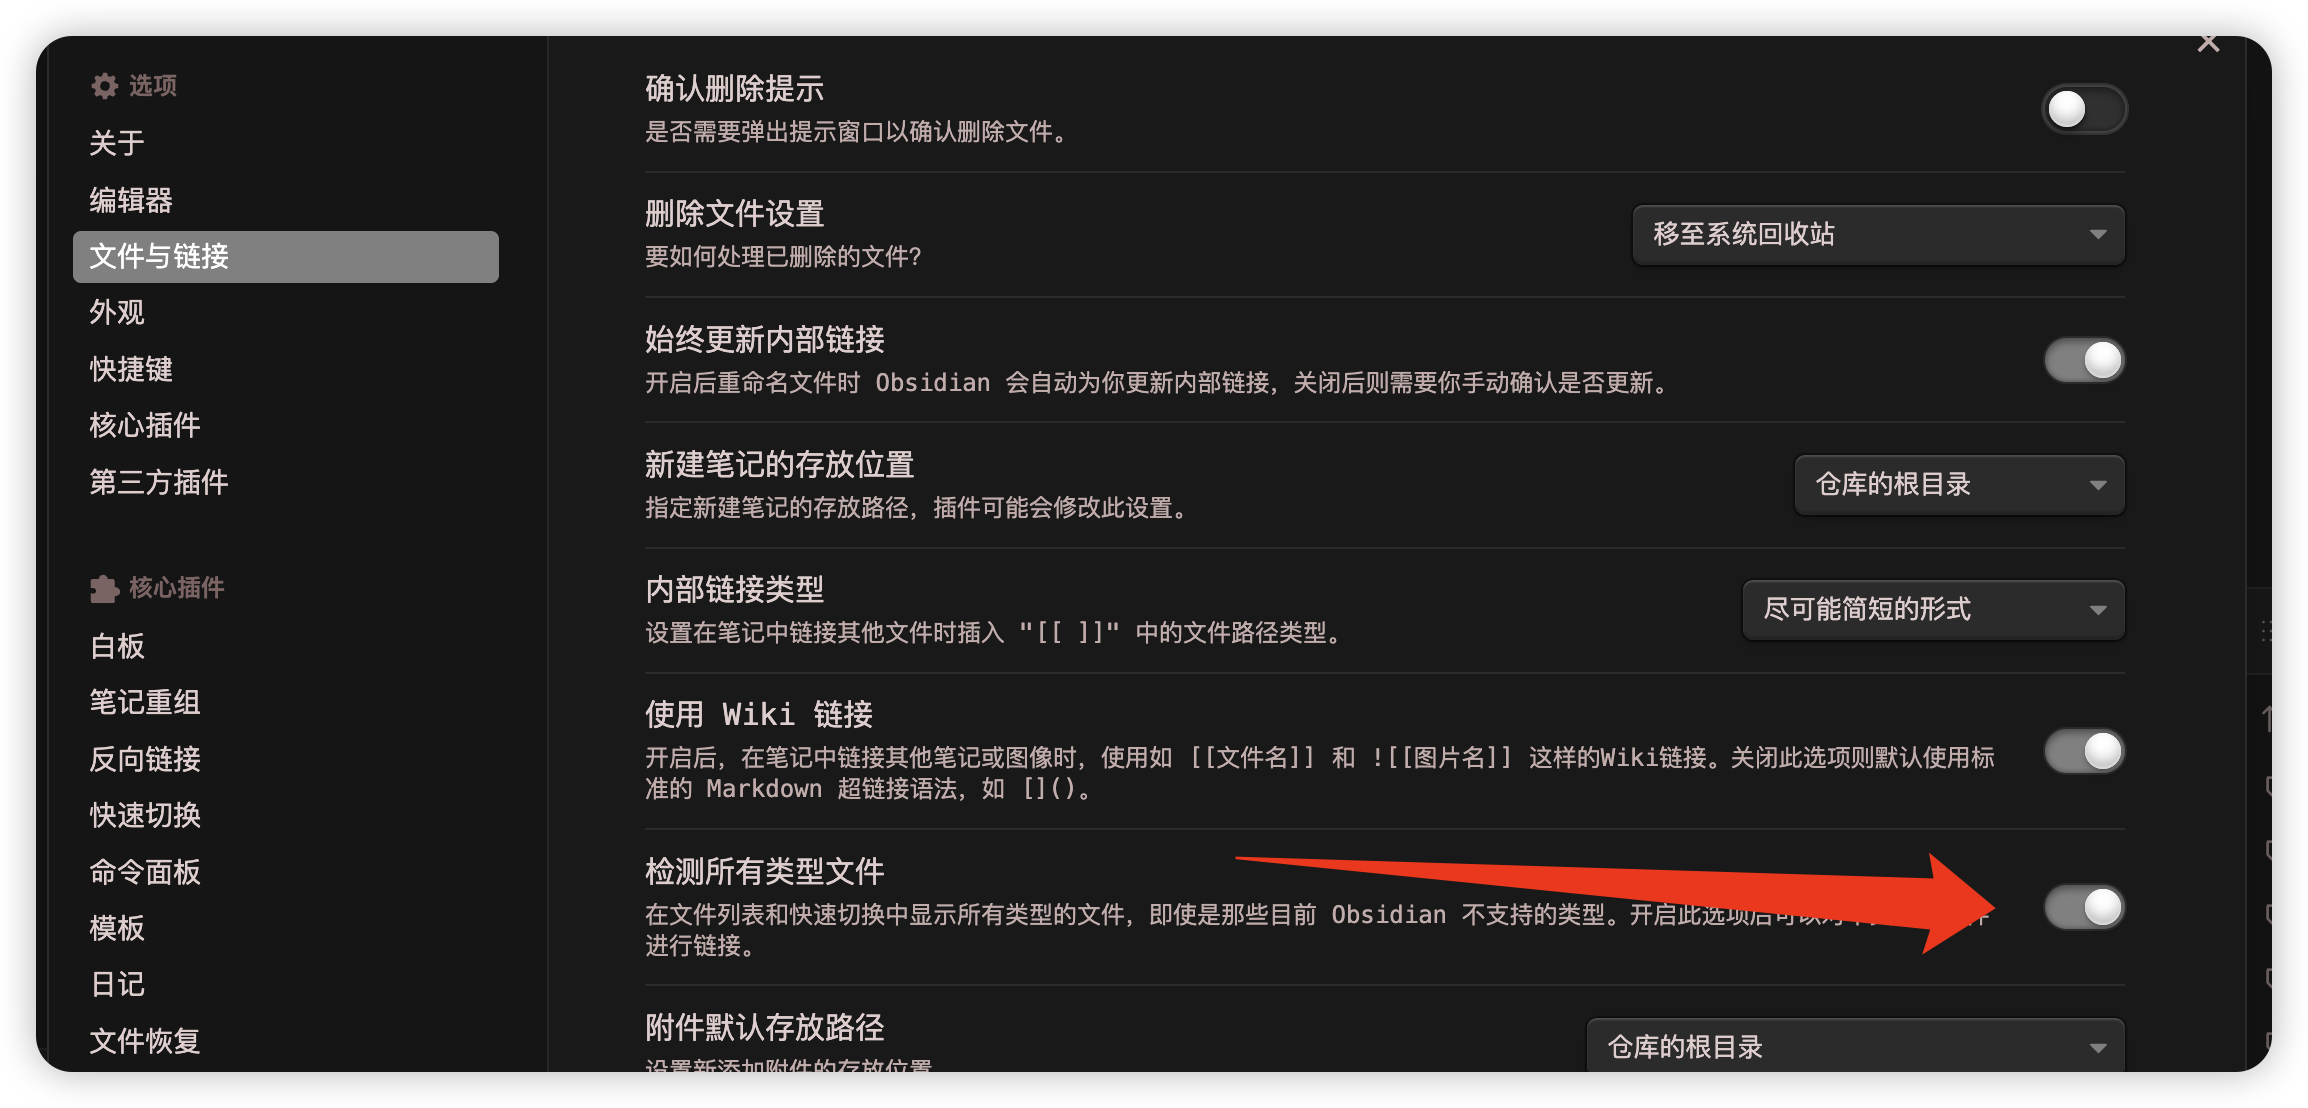 选项
关于
编辑器
文件与链接
外观
快捷键
核心插件
第三方插件
核心插件
白板
笔记重组
反向链接
快速切换
命令面板
模板
日记
文件恢复
确认删除提示
是否需要弹出提示窗口以确认删除文件。
删除文件设置
要如何处理已删除的文件?
移至系统回收站
始终更新内部链接
开启后重命名文件时 Obsidian 会自动为你更新内部链接，关闭后则需要你手动确认是否更新。
新建笔记的存放位置
指定新建笔记的存放路径，插件可能会修改此设置。
仓库的根目录
内部链接类型
设置在笔记中链接其他文件时插入 "[[ ]]" 中的文件路径类型。
尽可能简短的形式
使用 Wiki 链接
开启后，在笔记中链接其他笔记或图像时，使用如 [[文件名]] 和 ![[图片名]] 这样的Wiki链接。关闭此选项则默认使用标
准的 Markdown 超链接语法，如 []()。
检测所有类型文件
在文件列表和快速切换中显示所有类型的文件，即使是那些目前 Obsidian 不支持的类型。开启此选项后可以对
进行链接。
附件默认存放路径
设置新添加附件的存放位置
仓库的根目录